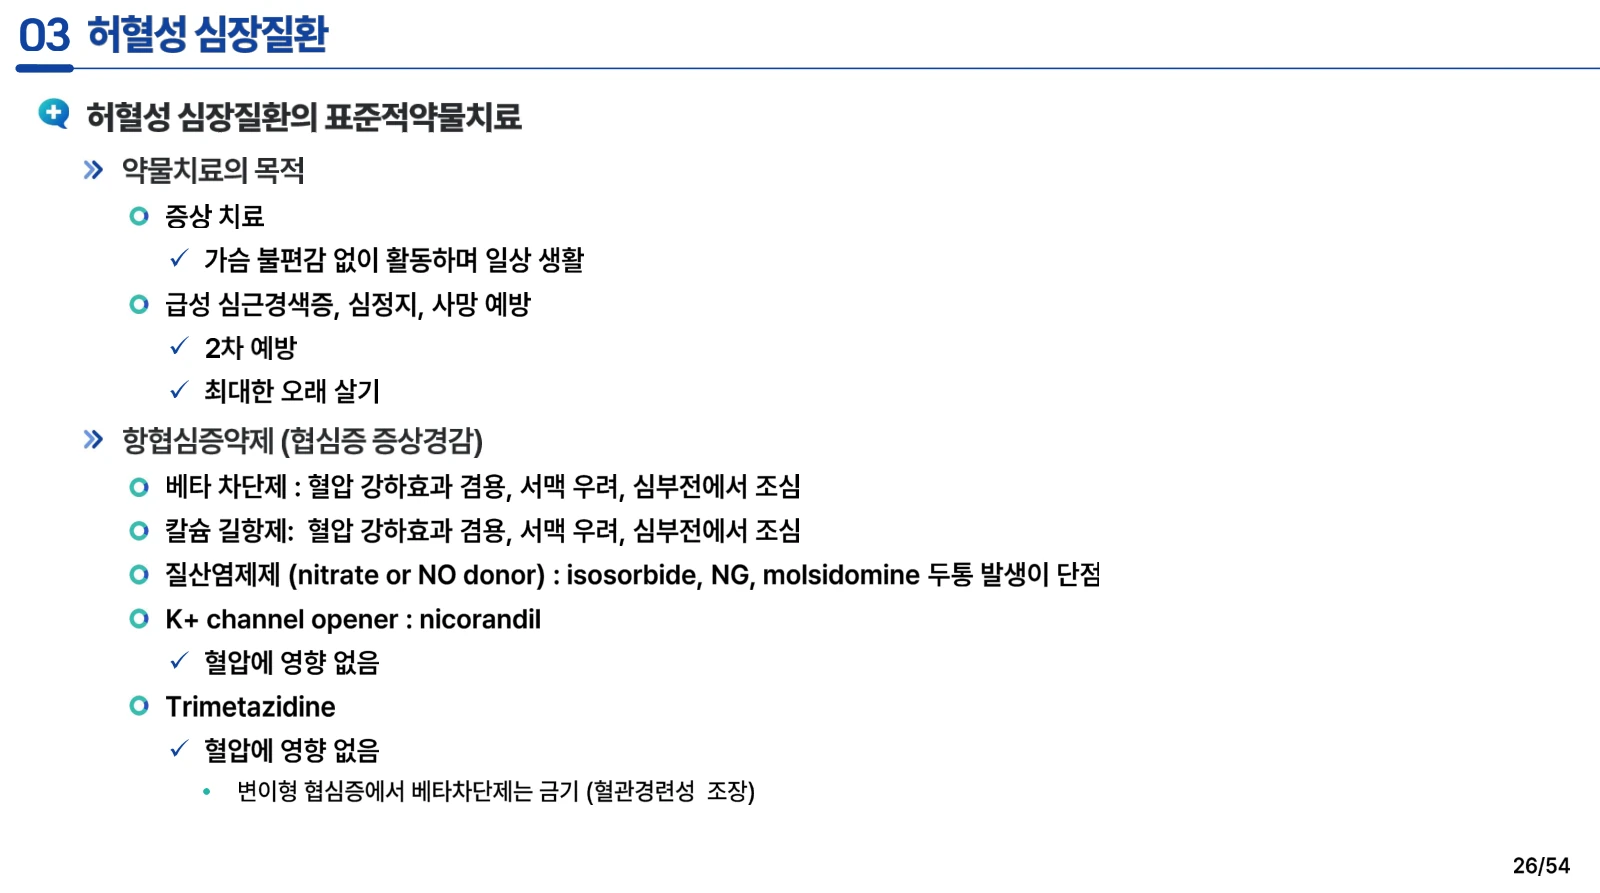 03 허혈성 심장질환
허혈성 심장질환의 표준적약물치료
약물치료의 목적
증상 치료
가슴 불편감 없이 활동하며 일상 생활
급성 심근경색증, 심정지, 사망 예방
2차 예방
최대한 오래 살기
항협심증약제 (협심증 증상경감)
베타 차단제 : 혈압 강하효과 겸용, 서맥 우려, 심부전에서 조심
칼슘 길항제: 혈압 강하효과 겸용, 서맥 우려, 심부전에서 조심
질산염제제 (nitrate or NO donor) : isosorbide, NG, molsidomine 두통 발생이 단점
K+ channel opener : nicorandil
혈압에 영향 없음
Trimetazidine
혈압에 영향 없음
변이형 협심증에서 베타차단제는 금기 (혈관경련성 조장)
26/54